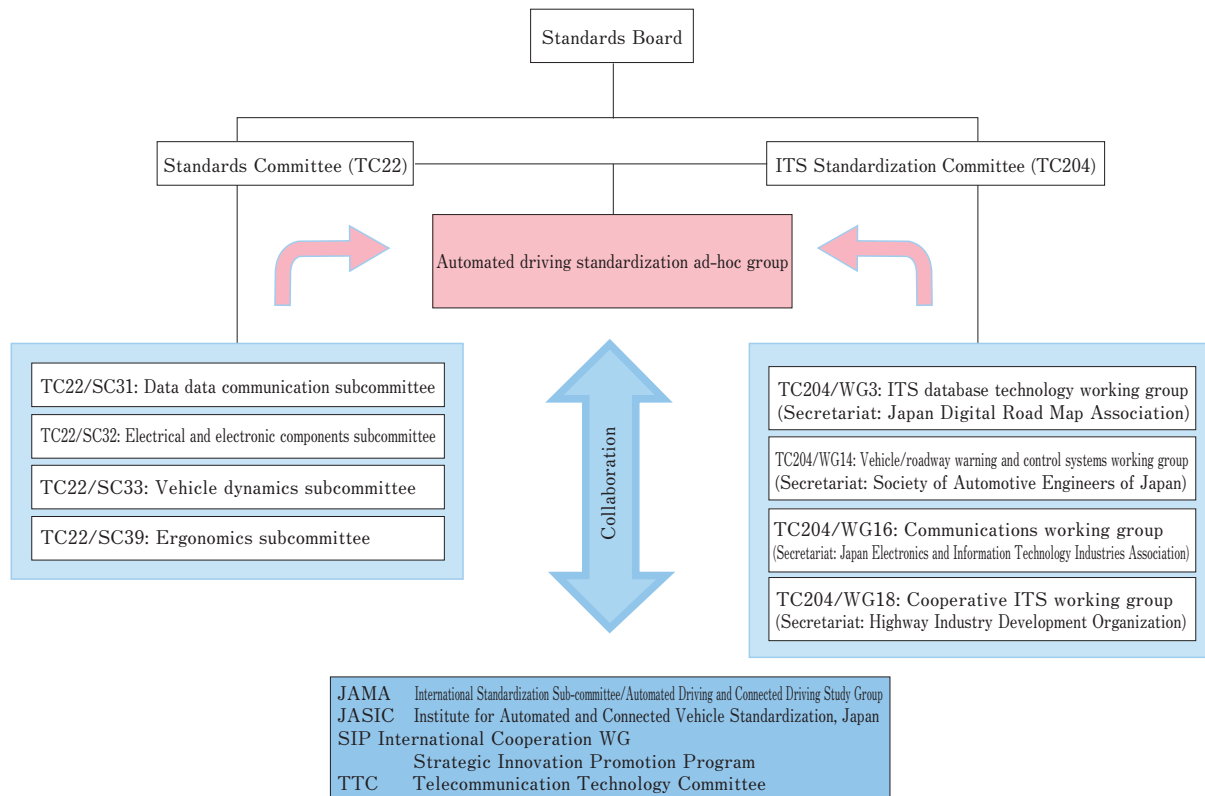 Standards Board
Standards Committee (TC22)
ITS Standardization Committee (TC204)
Automated driving standardization ad-hoc group
TC22/SC31: Data data communication subcommittee
TC22/SC32: Electrical and electronic components subcommittee
TC22/SC33: Vehicle dynamics subcommittee
TC22/SC39: Ergonomics subcommittee
Collaboration
TC204/WG3: ITS database technology working group
(Secretariat: Japan Digital Road Map Association)
TC204/WG14: Vehicle/roadway warning and control systems working group
(Secretariat: Society of Automotive Engineers of Japan)
TC204/WG16: Communications working group
(Secretariat: Japan Electronics and Information Technology Industries Association)
TC204/WG18: Cooperative ITS working group
(Secretariat: Highway Industry Development Organization)
JAMA International Standardization Sub-committee/Automated Driving and Connected Driving Study Group
JASIC Institute for Automated and Connected Vehicle Standardization, Japan
SIP International Cooperation WG
Strategic Innovation Promotion Program
TTC Telecommunication Technology Committee